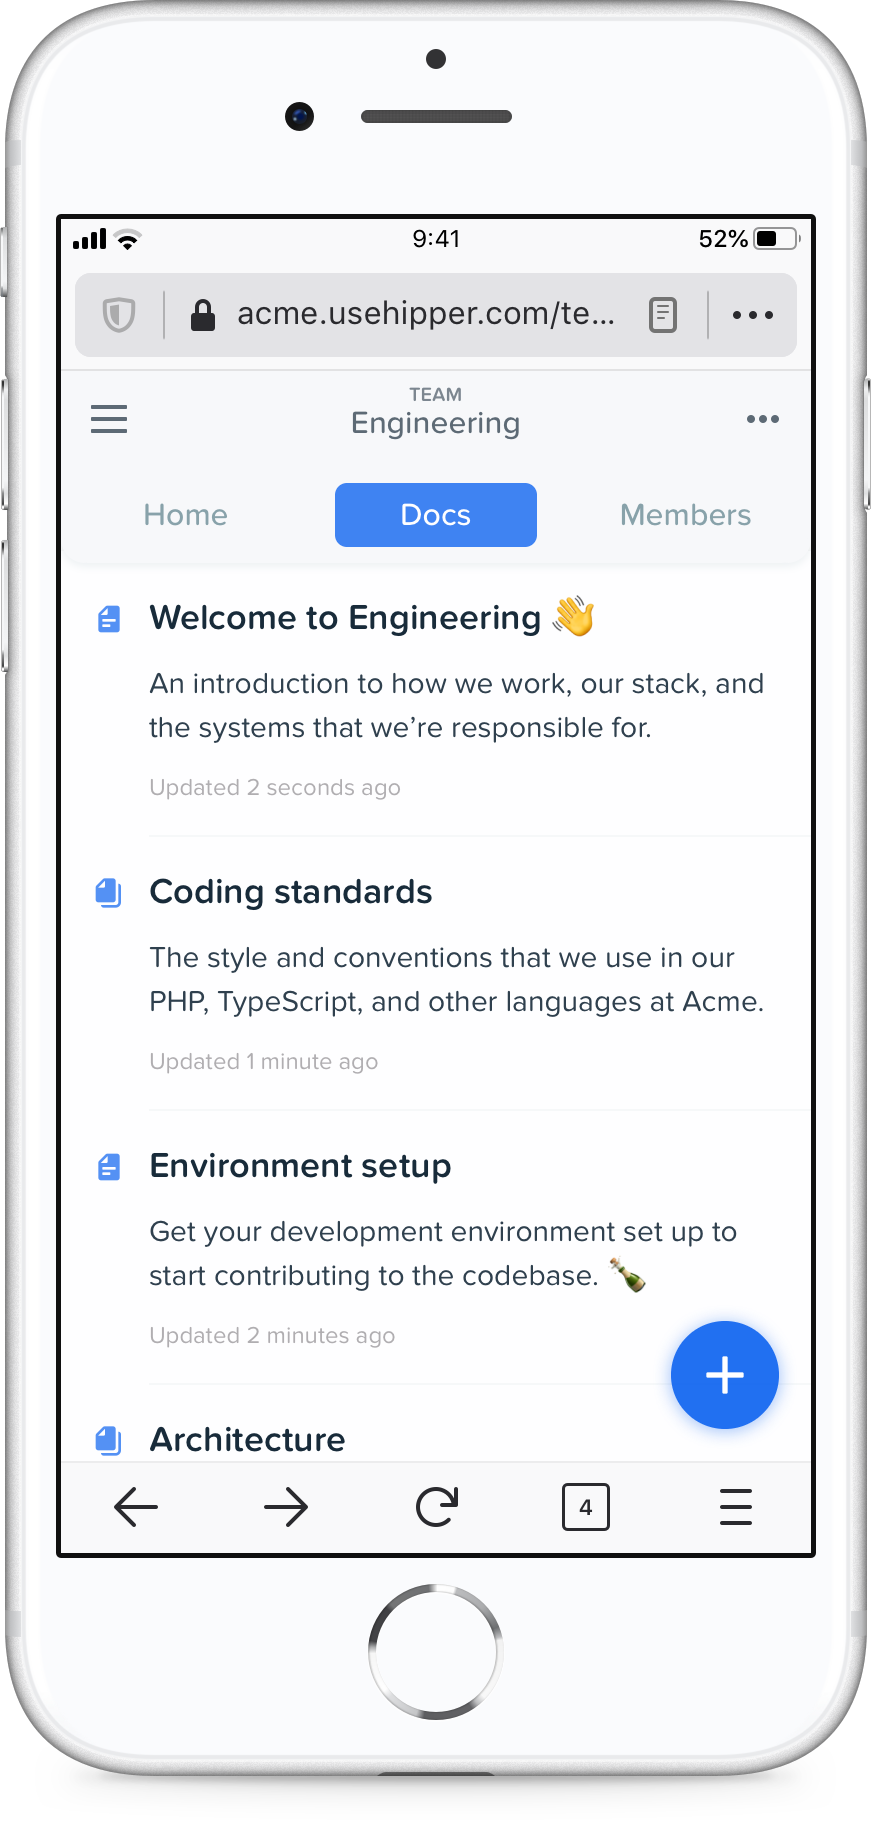 9:41
52%
acme.usehipper.com/te...
TEAM
Engineering
Home
Docs
Members
Welcome to Engineering 👋
An introduction to how we work, our stack, and
the systems that we’re responsible for.
Updated 2 seconds ago
Coding standards
The style and conventions that we use in our
PHP, TypeScript, and other languages at Acme.
Updated 1 minute ago
Environment setup
Get your development environment set up to
start contributing to the codebase. 🍾
Updated 2 minutes ago
Architecture
4